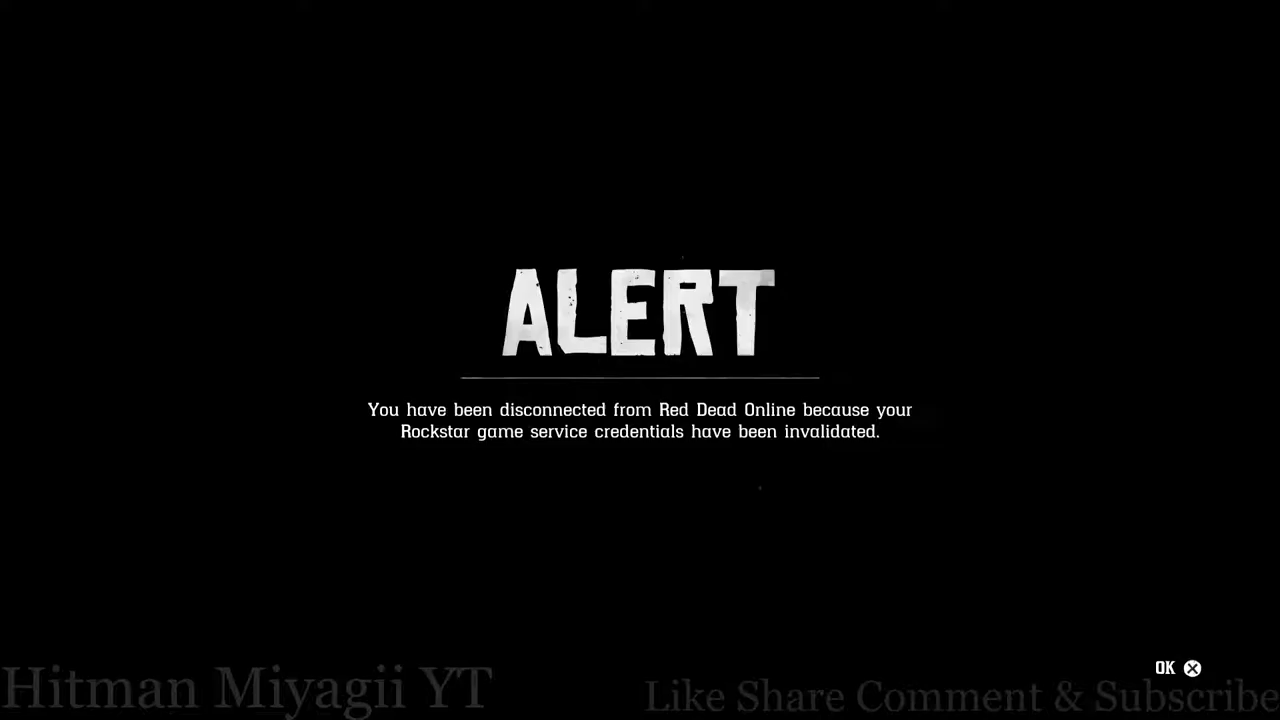 ALERT
You have been disconnected from Red Dead Online because your
Rockstar game service credentials have been invalidated.
OK
Hitman Miyagii YT
Like Share Comment & Subscribe